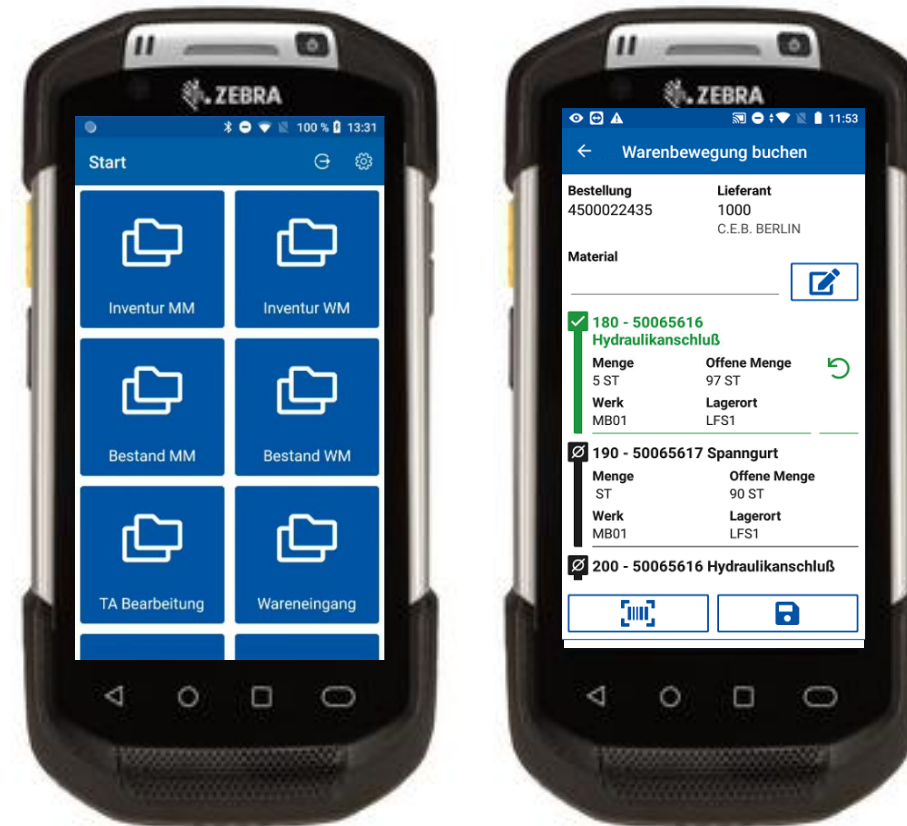 ZEBRA
100 % 13:31
Start
Inventur MM
Inventur WM
Bestand MM
Bestand WM
TA Bearbeitung
Wareneingang
ZEBRA
11:53
Warenbewegung buchen
Bestellung Lieferant
4500022435 1000
C.E.B. BERLIN
Material
180 - 50065616
Hydraulikanschluß
Menge Offene Menge
5 ST 97 ST
Werk Lagerort
MB01 LFS1
190 - 50065617 Spanngurt
Menge Offene Menge
ST 90 ST
Werk Lagerort
MB01 LFS1
200 - 50065616 Hydraulikanschluß